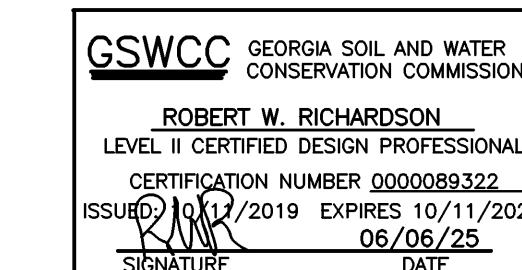 GSWCC GEORGIA SOIL AND WATER
CONSERVATION COMMISSION
ROBERT W. RICHARDSON
LEVEL II CERTIFIED DESIGN PROFESSIONAL
CERTIFICATION NUMBER 0000089322
ISSUED: 10/11/2019 EXPIRES 10/11/202
06/06/25
SIGNATURE DATE